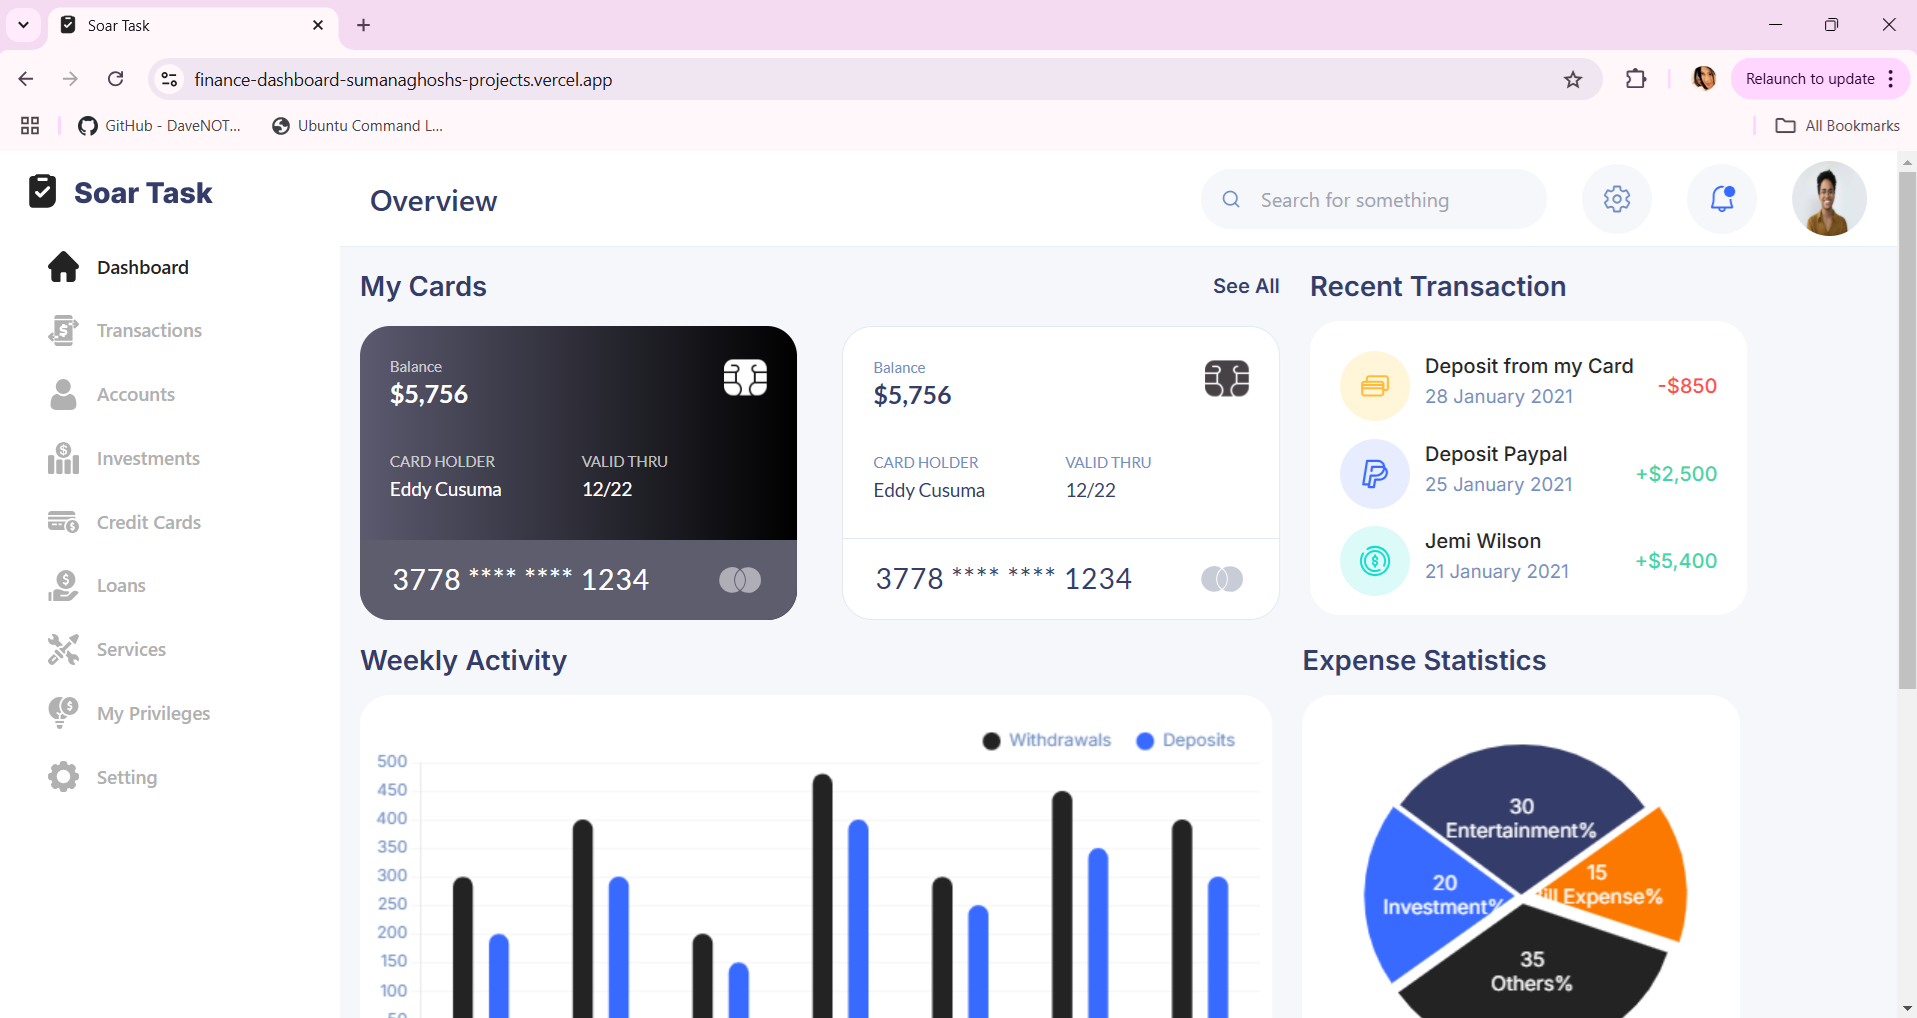 Soar Task
finance-dashboard-sumanaghoshs-projects.vercel.app
Relaunch to update
GitHub - DaveNOT...
Ubuntu Command L...
All Bookmarks
Soar Task
Overview
Search for something
Dashboard
Transactions
Accounts
Investments
Credit Cards
Loans
Services
My Privileges
Setting
My Cards
See All
Balance
$5,756
CARD HOLDER
VALID THRU
Eddy Cusuma
12/22
3778 **** **** 1234
Balance
$5,756
CARD HOLDER
VALID THRU
Eddy Cusuma
12/22
3778 **** **** 1234
Recent Transaction
Deposit from my Card
28 January 2021
-$850
Deposit Paypal
25 January 2021
+$2,500
Jemi Wilson
21 January 2021
+$5,400
Weekly Activity
Withdrawals
Deposits
500
450
400
350
300
250
200
150
100
Expense Statistics
30
Entertainment%
15
Expense%
20
Investment%
35
Others%